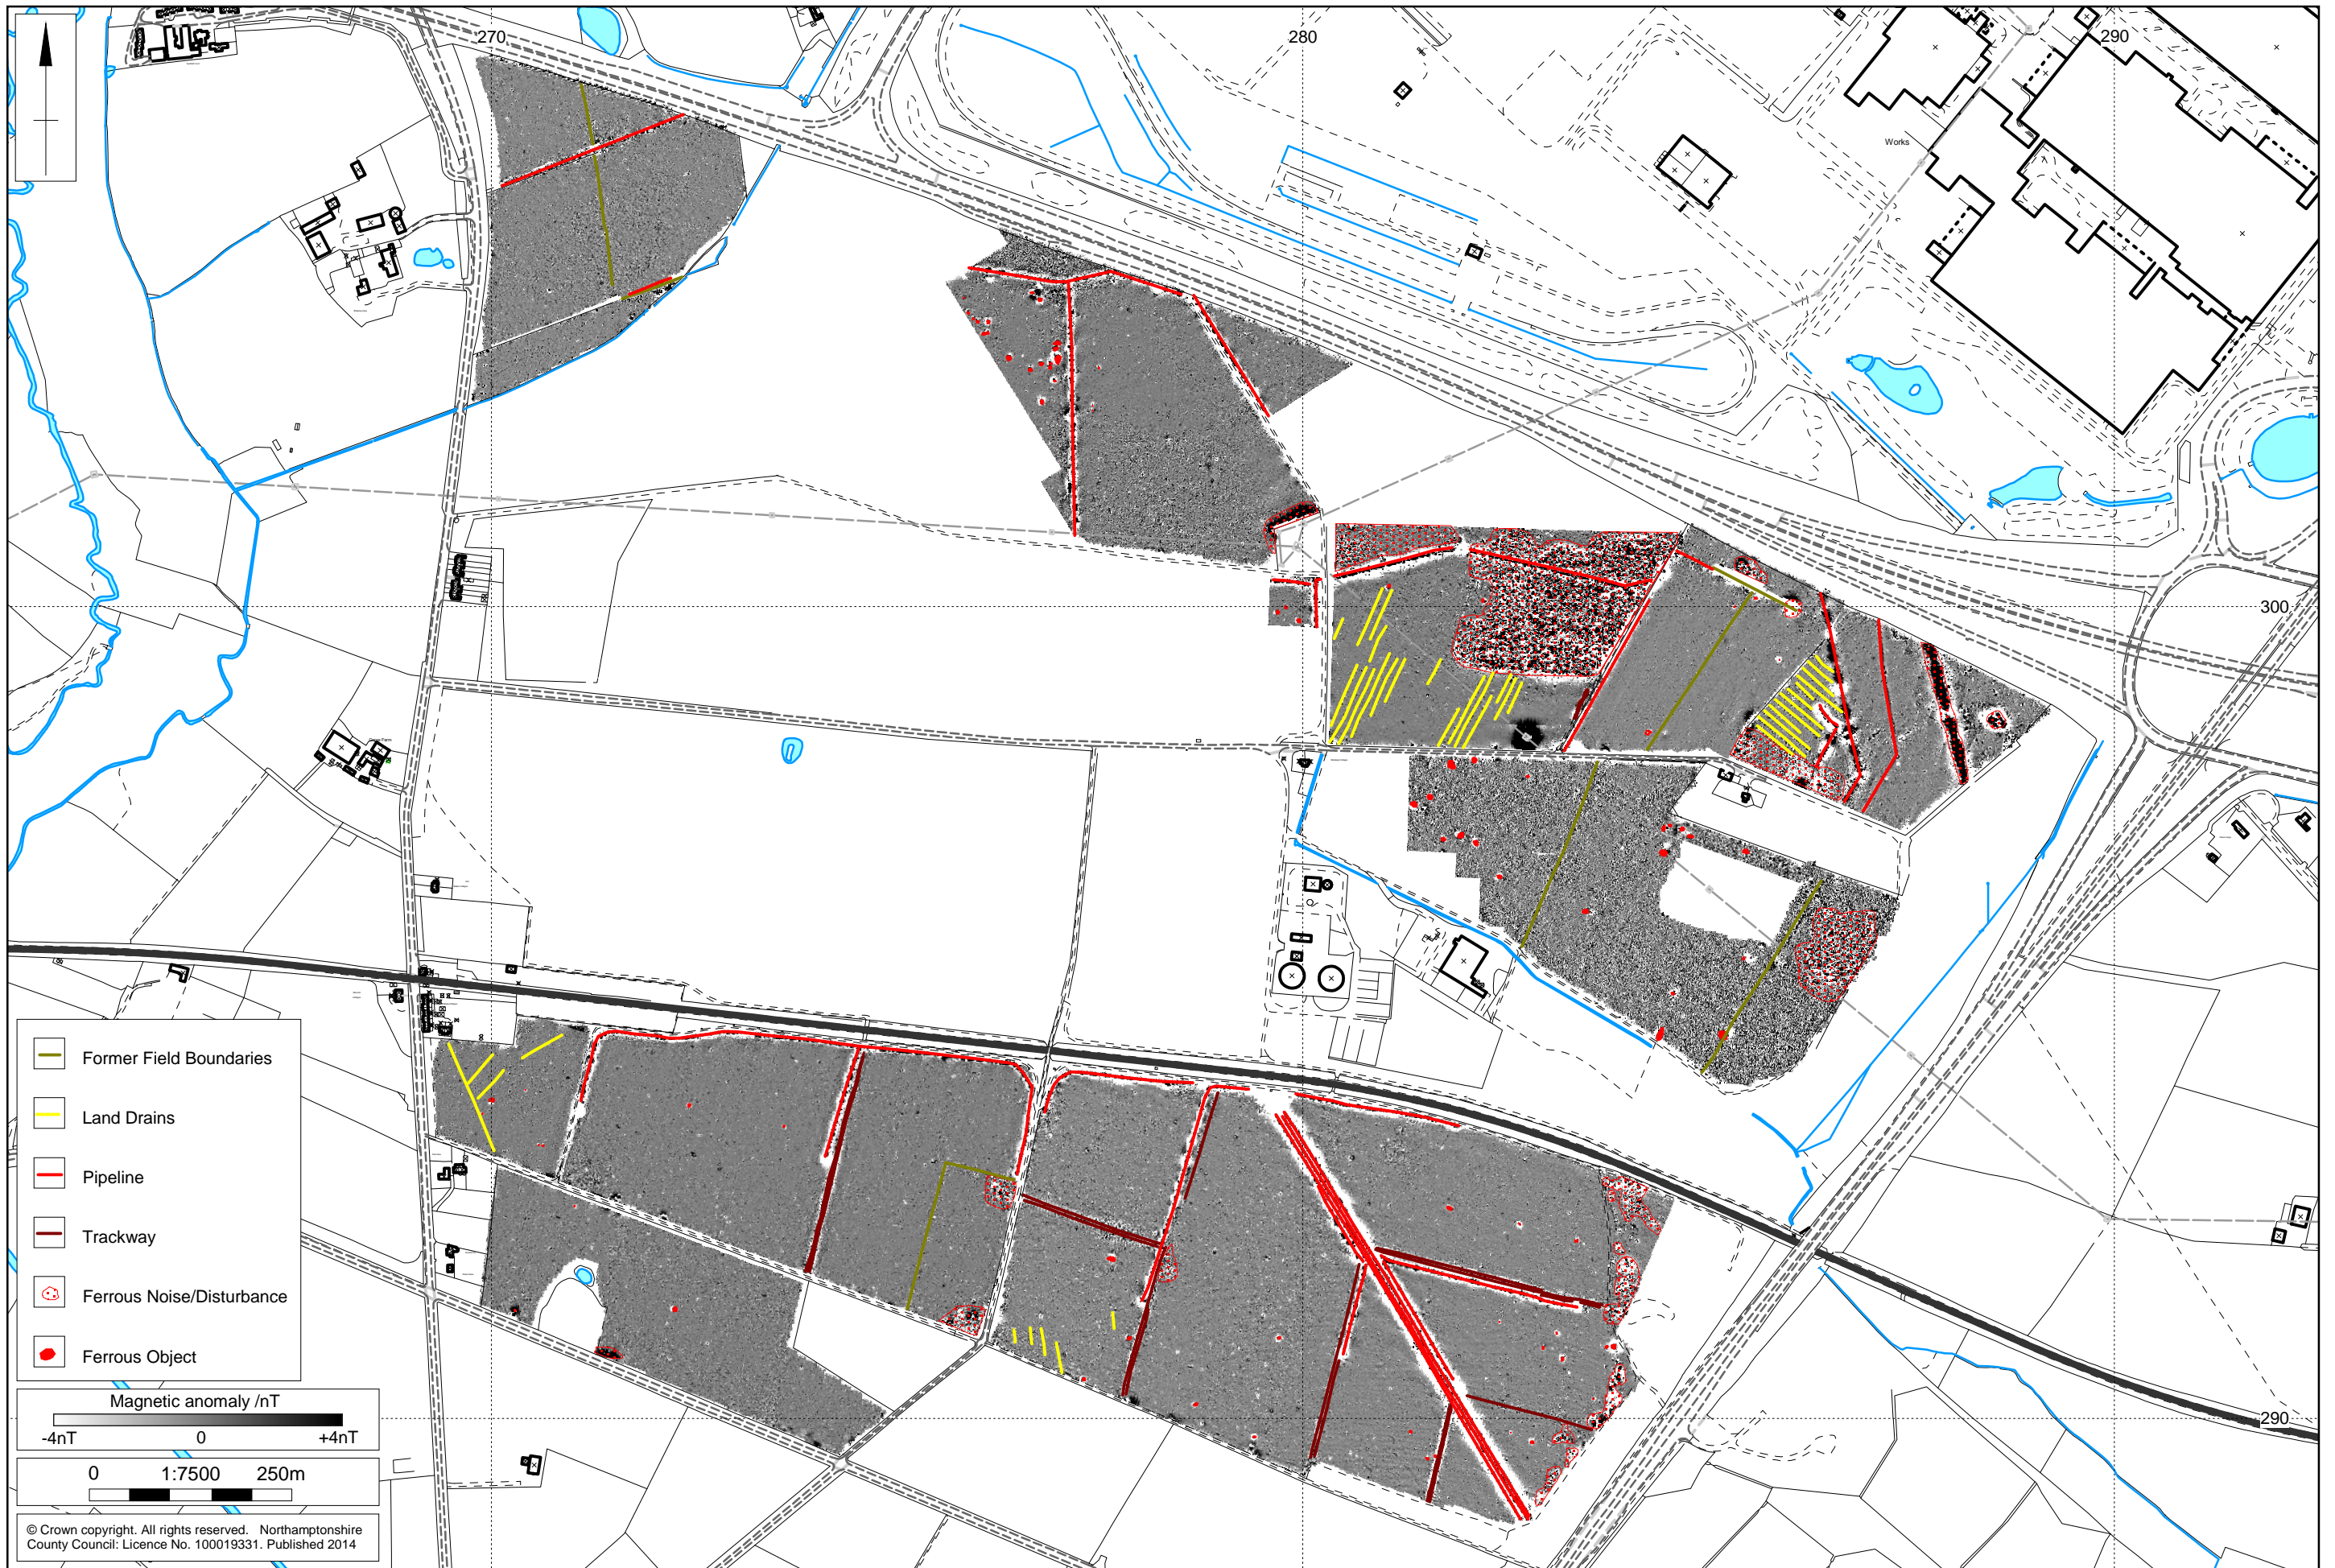 270
280
290
Works
300
Former Field Boundaries
Land Drains
Pipeline
Trackway
Ferrous Noise/Disturbance
Ferrous Object
Magnetic anomaly /nT
-4nT 0 +4nT
290
0 1:7500 250m
© Crown copyright. All rights reserved. Northamptonshire
County Council: Licence No. 100019331. Published 2014